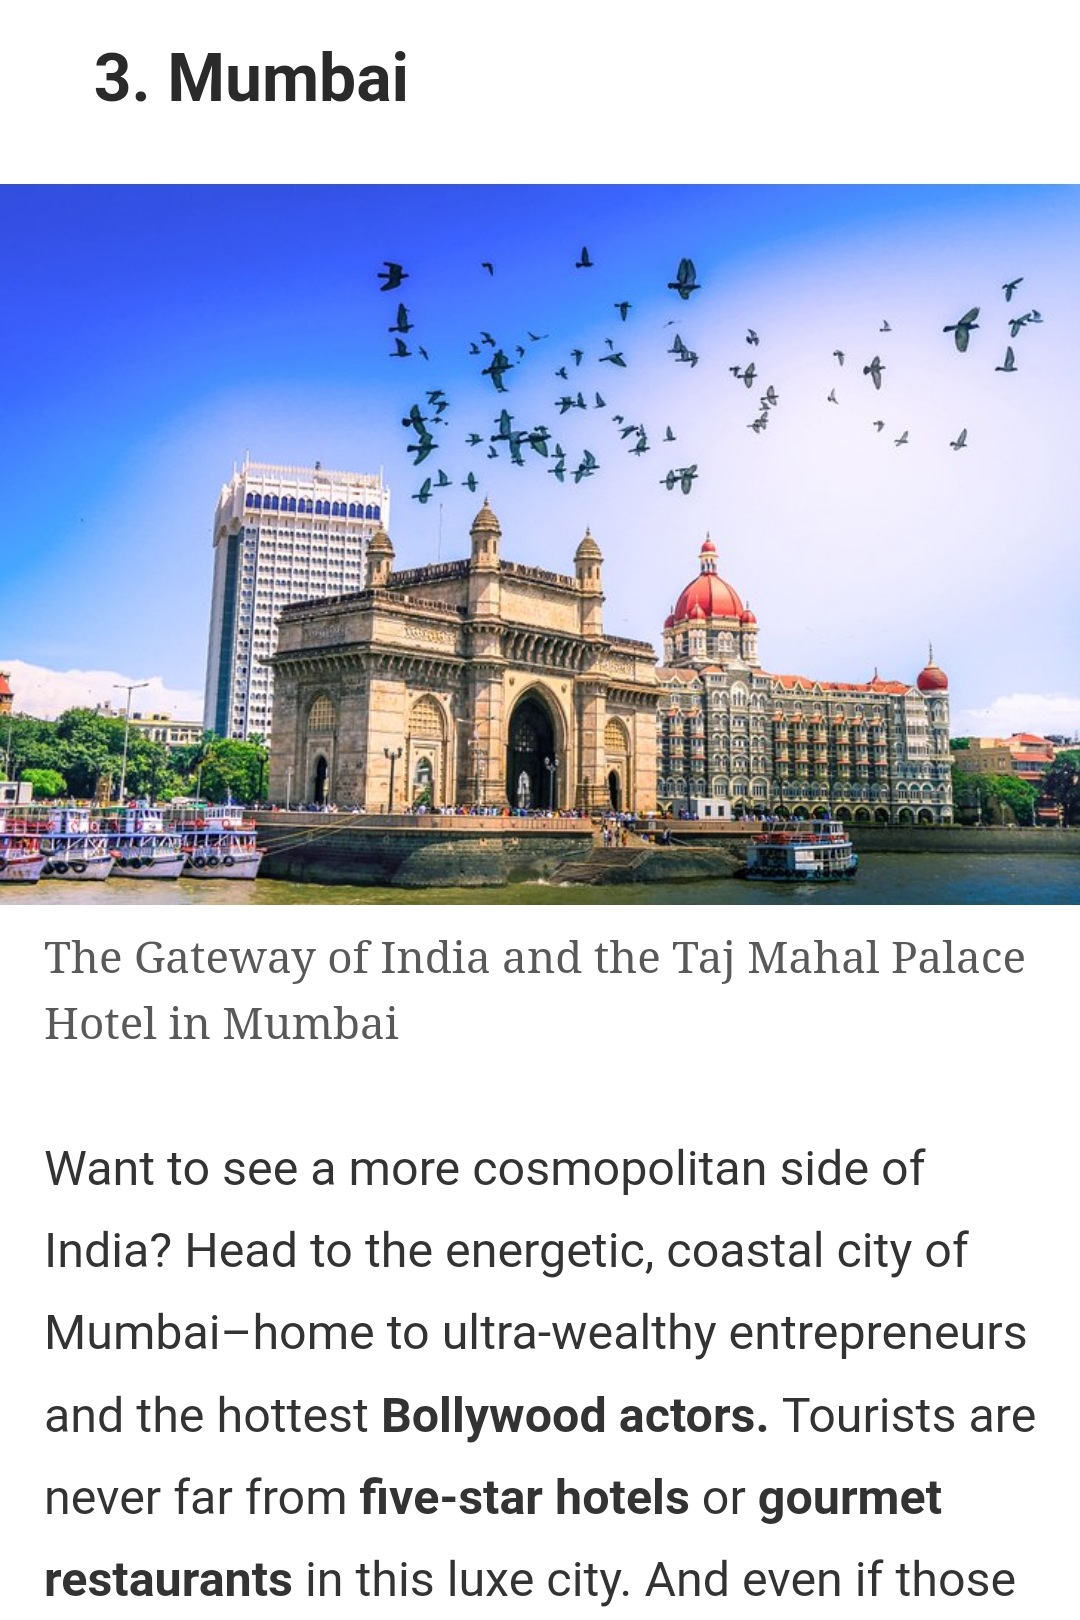 3. Mumbai
The Gateway of India and the Taj Mahal Palace
Hotel in Mumbai
Want to see a more cosmopolitan side of
India? Head to the energetic, coastal city of
Mumbai–home to ultra-wealthy entrepreneurs
and the hottest Bollywood actors. Tourists are
never far from five-star hotels or gourmet
restaurants in this luxe city. And even if those